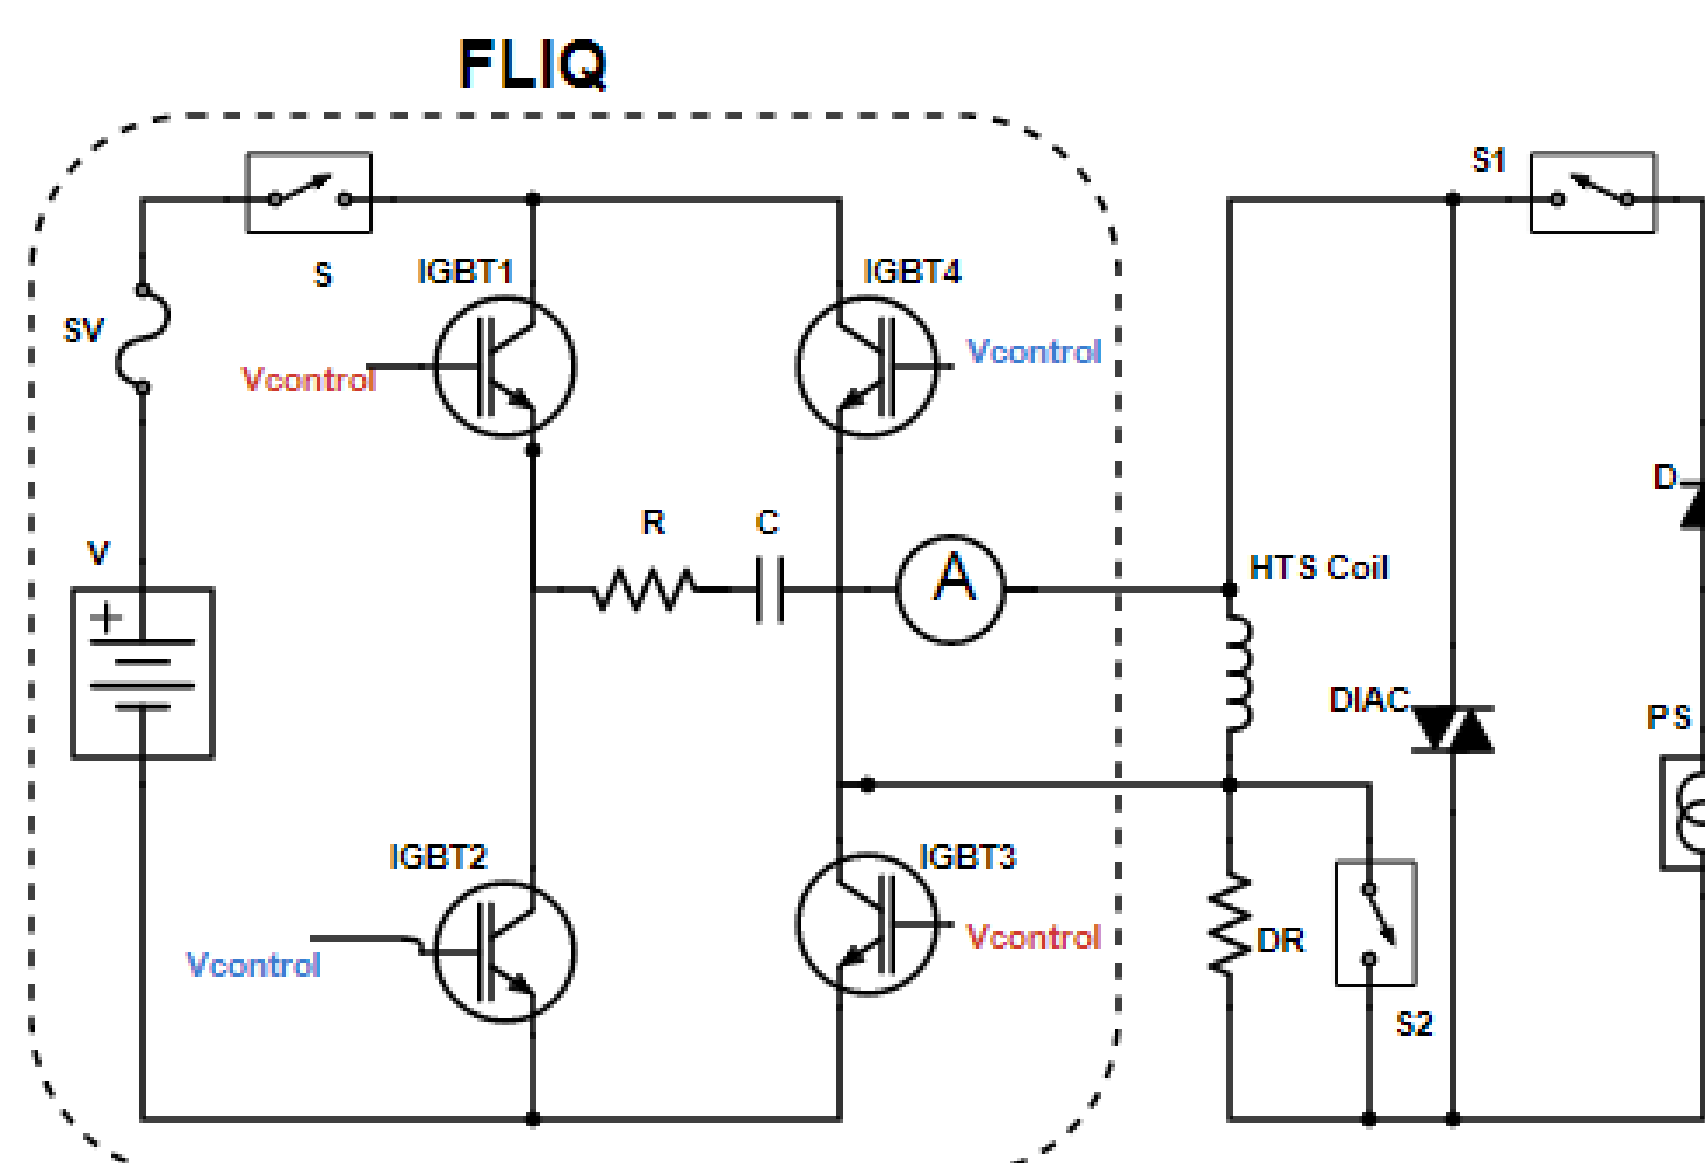 FLIQ
S1
S
IGBT1
IGBT4
SV
Vcontrol
Vcontrol
D
R
C
V
+
A
HTS Coil
DIAC
PS
IGBT2
IGBT3
Vcontrol
Vcontrol
DR
S2